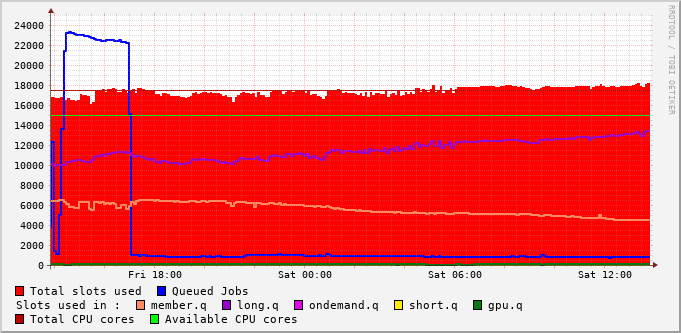 RRDTOOL / TOBI OETIKER
24000
22000
20000
18000
16000
14000
12000
10000
8000
6000
4000
2000
0
Fri 18:00 Sat 00:00 Sat 06:00 Sat 12:00
Total slots used Queued Jobs
Slots used in : member.q long.q ondemand.q short.q gpu.q
Total CPU cores Available CPU cores